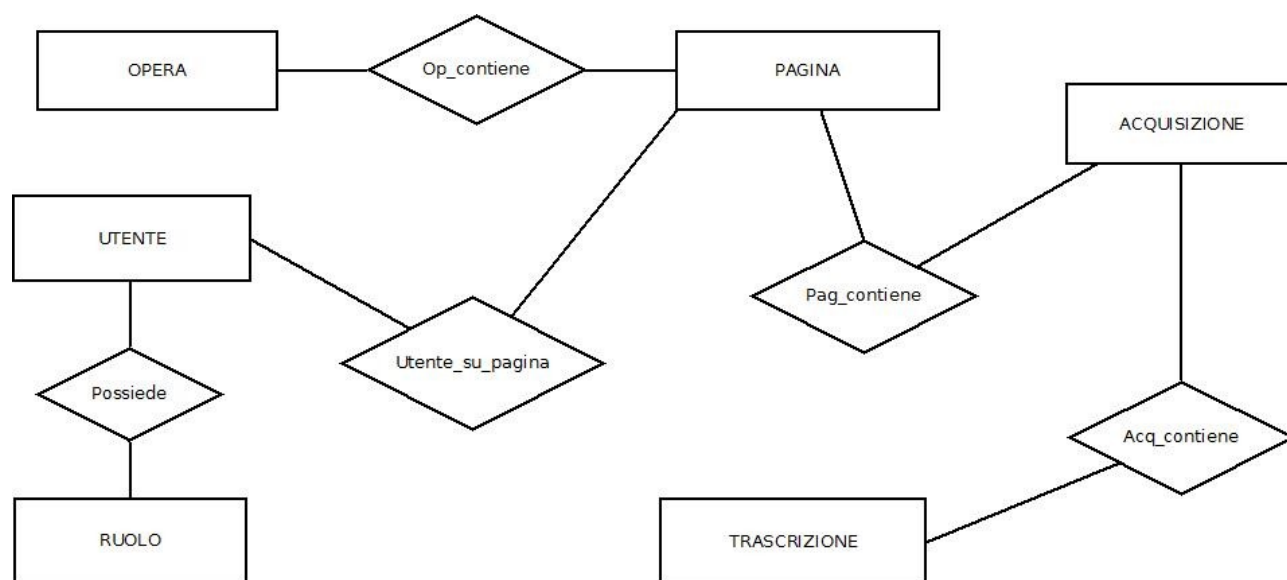 OPERA
Op_contiene
PAGINA
ACQUISIZIONE
UTENTE
Pag_contiene
Utente_su_pagina
Possiede
Acq_contiene
RUOLO
TRASCRIZIONE